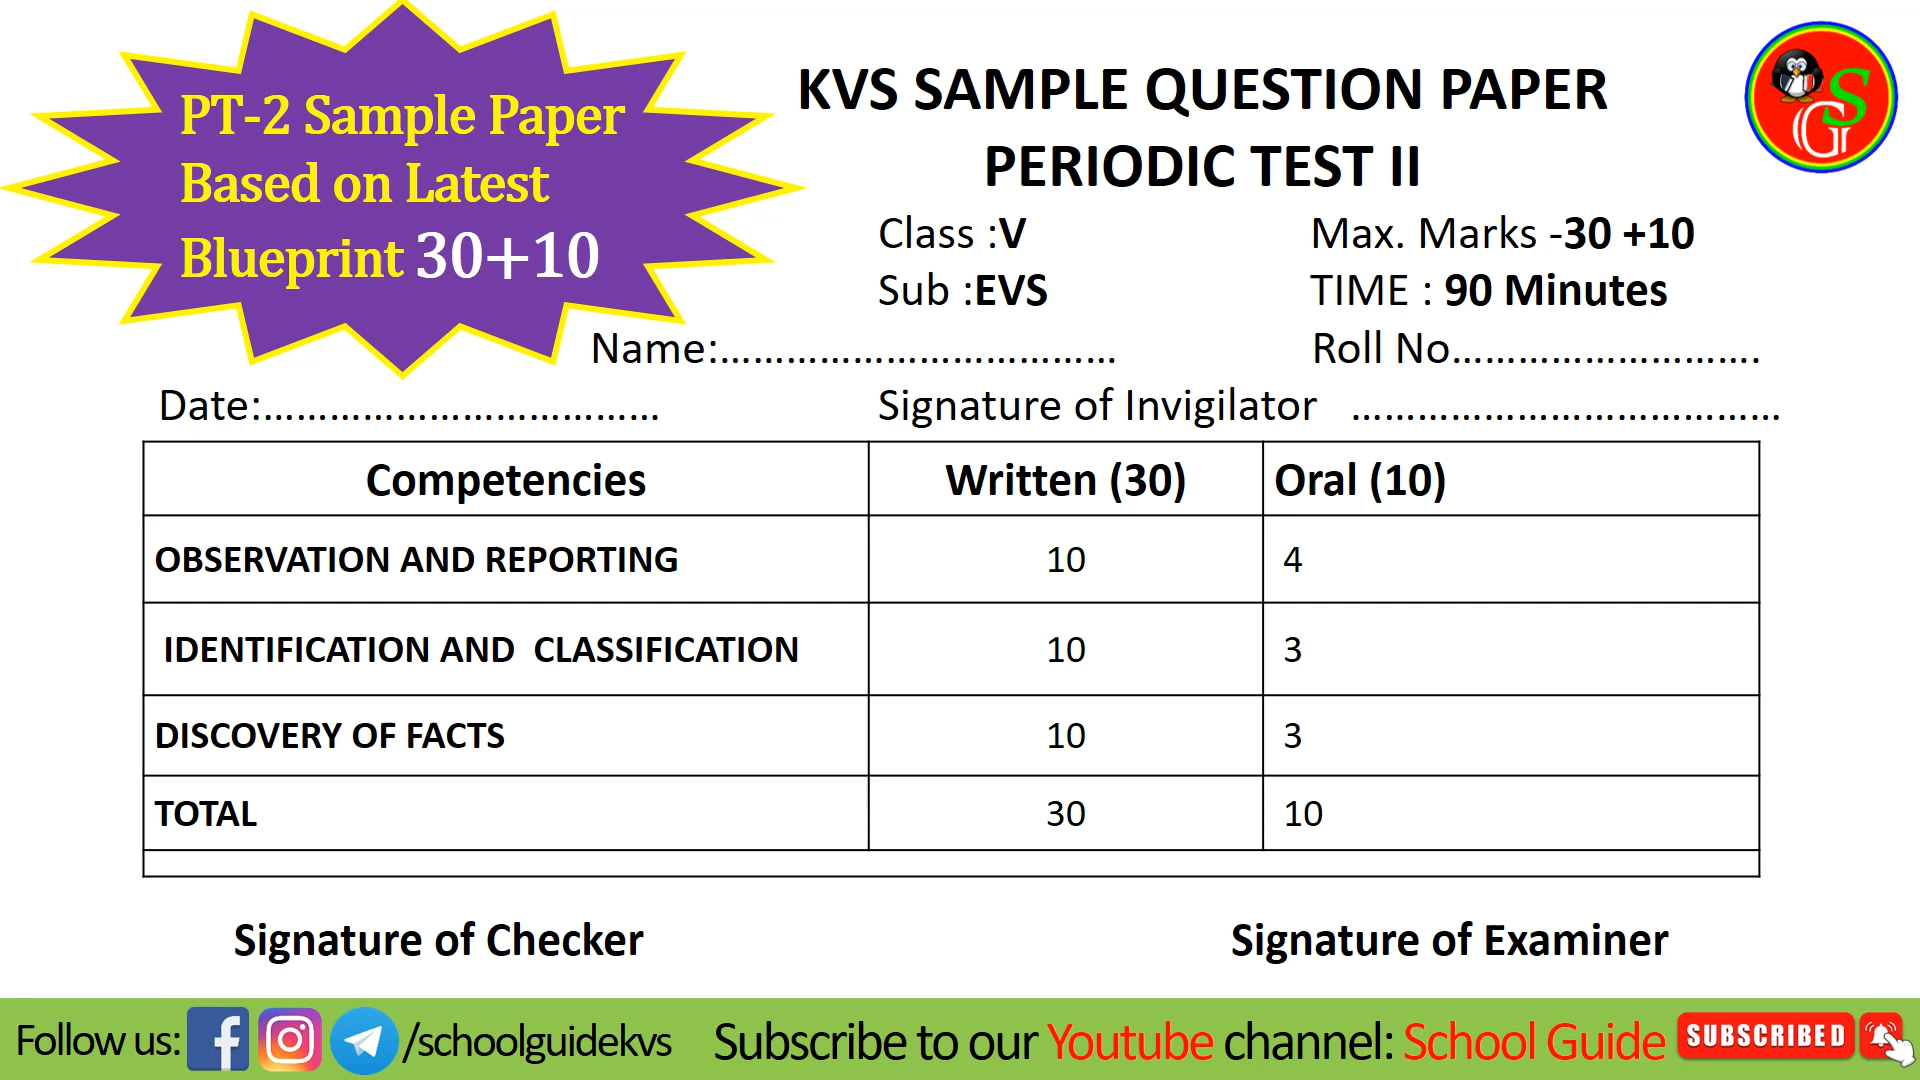 PT-2 Sample Paper
Based on Latest
Blueprint 30+10
KVS SAMPLE QUESTION PAPER
PERIODIC TEST II
GS
Class :V Max. Marks -30 +10
Sub :EVS TIME : 90 Minutes
Name:.................................... Roll No............................
Date:.................................... Signature of Invigilator .......................................
Competencies Written (30) Oral (10)
OBSERVATION AND REPORTING 10 4
IDENTIFICATION AND CLASSIFICATION 10 3
DISCOVERY OF FACTS 10 3
TOTAL 30 10
Signature of Checker Signature of Examiner
Follow us: f /schoolguidekvs Subscribe to our Youtube channel: School Guide SUBSCRIBED